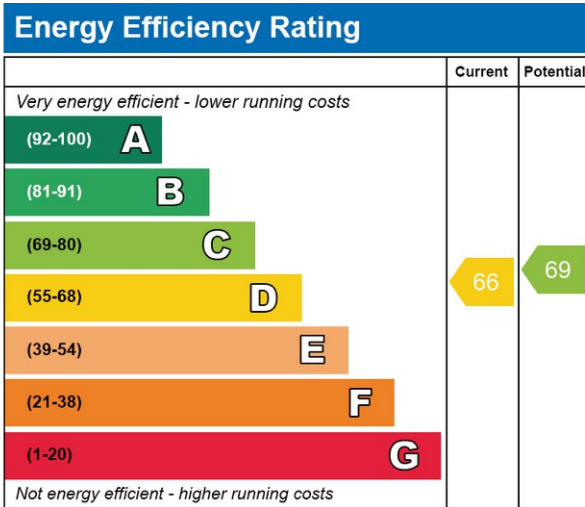 Energy Efficiency Rating
Current Potential
Very energy efficient - lower running costs
(92-100) A
(81-91) B
(69-80) C
(55-68) D
66 69
(39-54) E
(21-38) F
(1-20) G
Not energy efficient - higher running costs